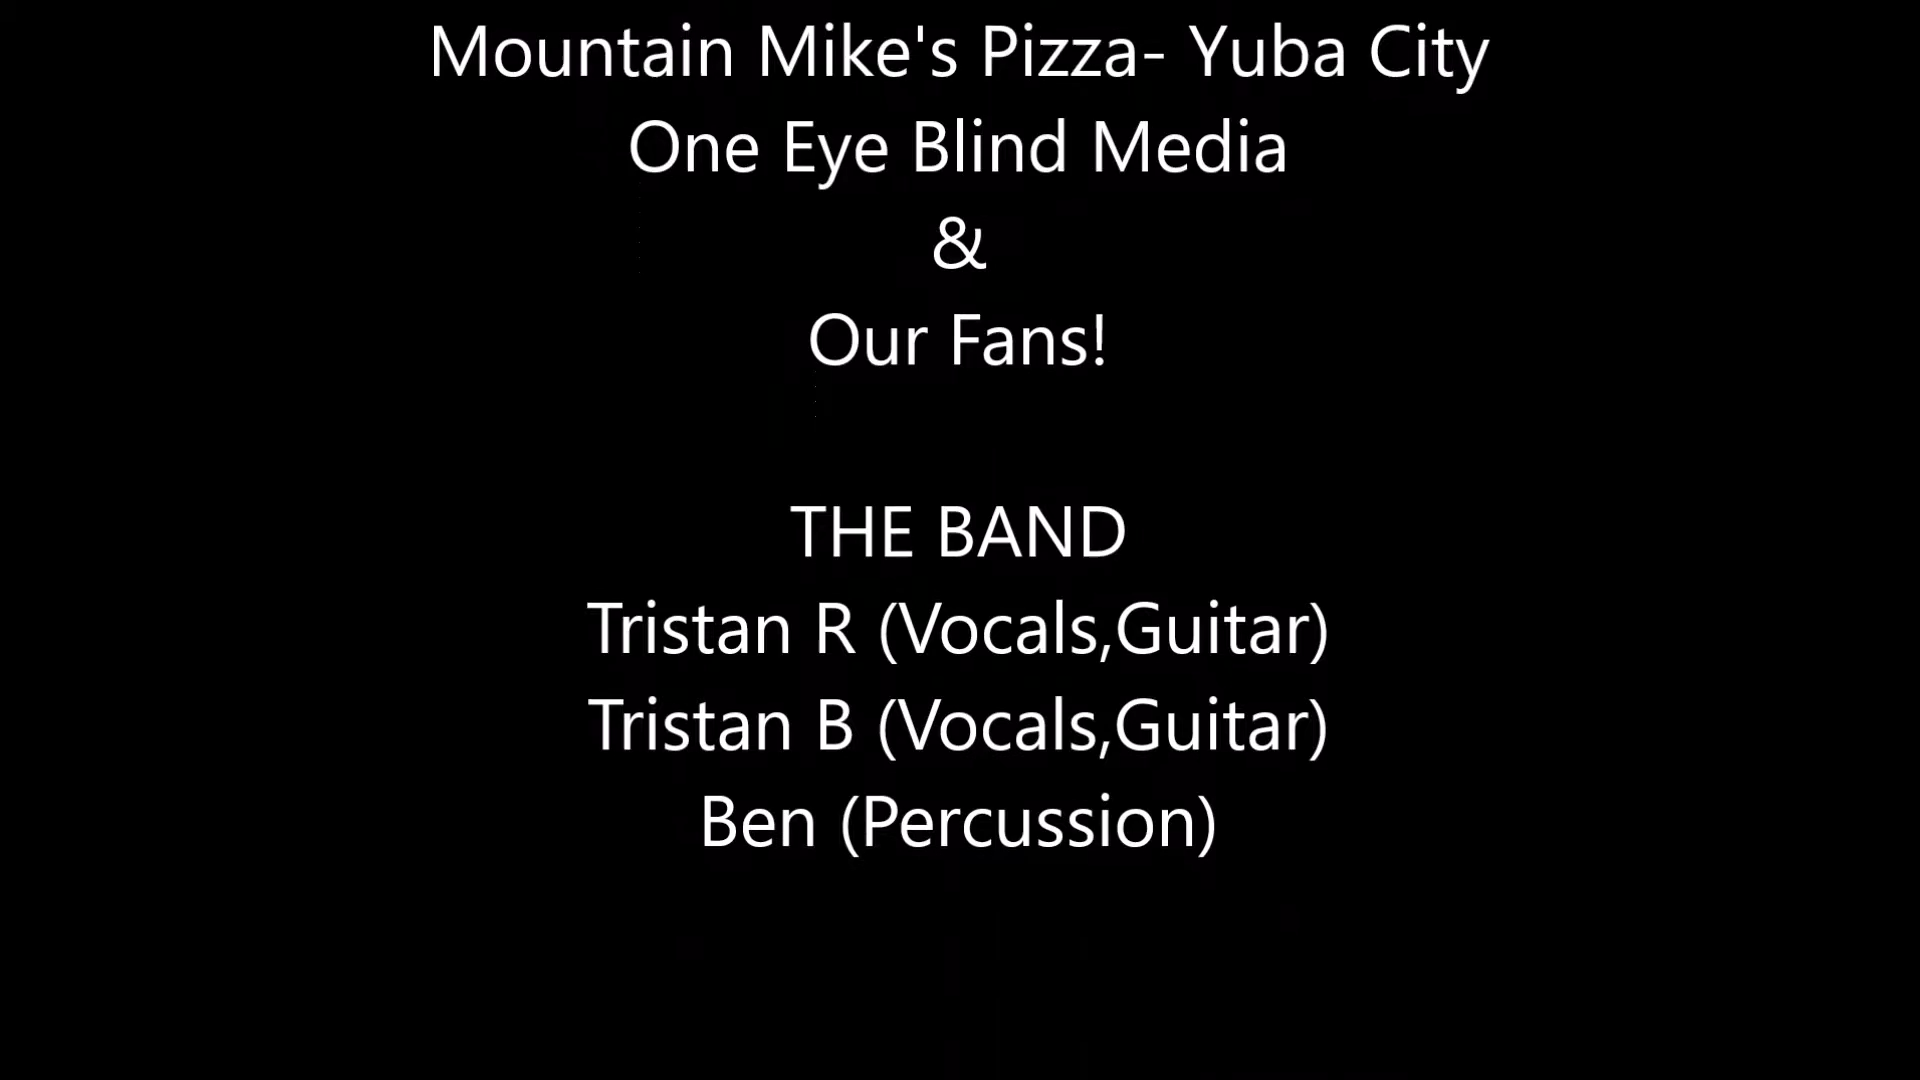 Mountain Mike's Pizza- Yuba City
One Eye Blind Media
&
Our Fans!
THE BAND
Tristan R (Vocals,Guitar)
Tristan B (Vocals,Guitar)
Ben (Percussion)